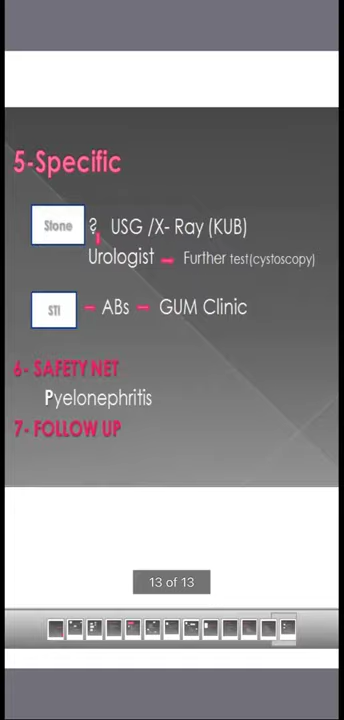 5-Specific
Stone ? USG /X- Ray (KUB)
Urologist – Further test(cystoscopy)
STI – ABs – GUM Clinic
6- SAFETY NET
Pyelonephritis
7- FOLLOW UP
13 of 13